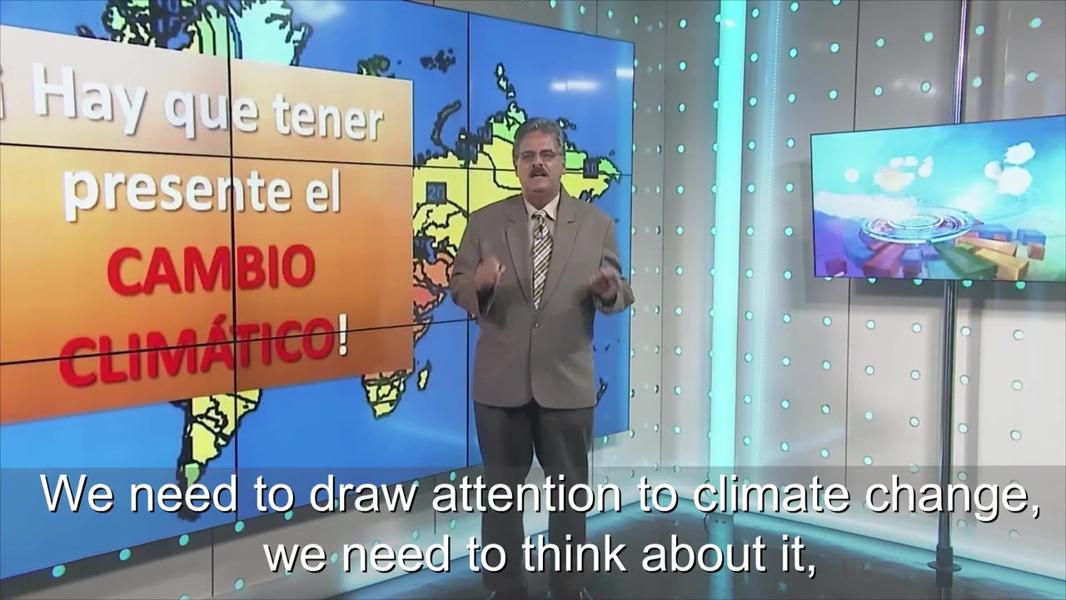 ¡ Hay que tener
presente el
CAMBIO
CLIMÁTICO!
We need to draw attention to climate change,
we need to think about it,